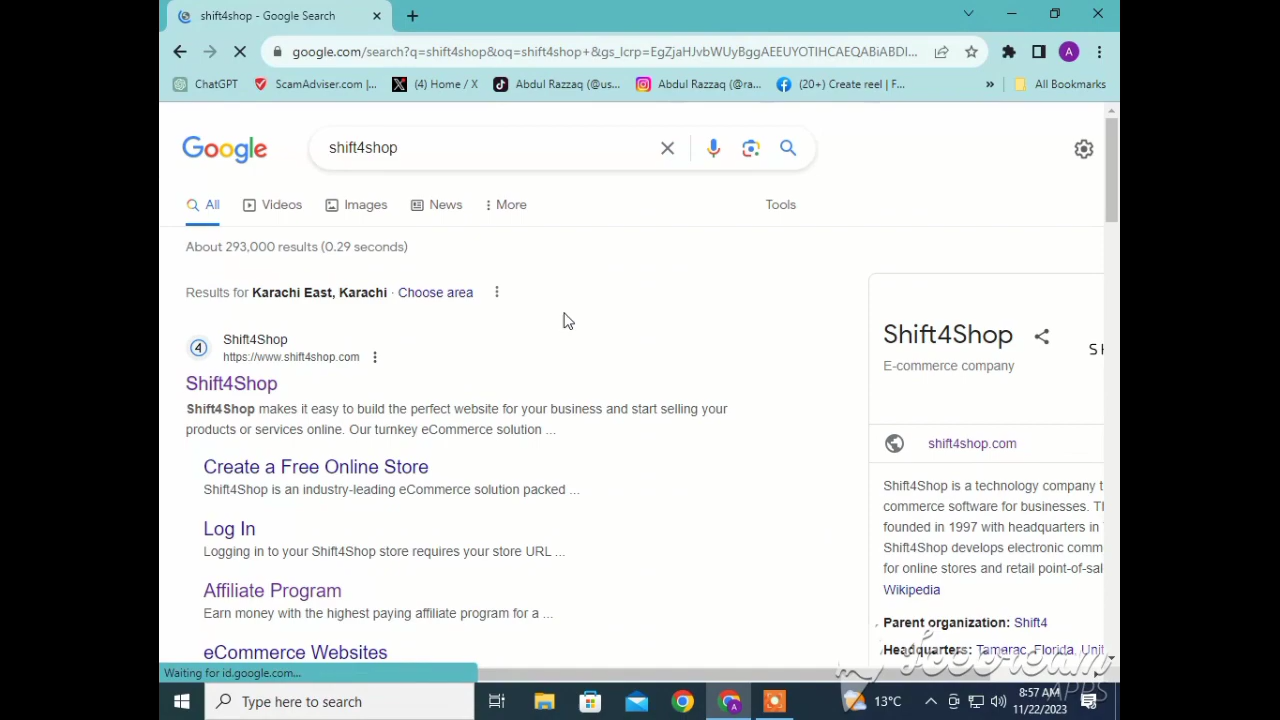 shift4shop - Google Search
google.com/search?q=shift4shop&oq=shift4shop+&gs_lcrp=EgZjaHJvbWUyBggAEEUYOTIHCAEQABiABDI...
ChatGPT
ScamAdviser.com |...
(4) Home / X
Abdul Razzaq (@us...
Abdul Razzaq (@ra...
(20+) Create reel | F...
»
All Bookmarks
Google
shift4shop
All
Videos
Images
News
More
Tools
About 293,000 results (0.29 seconds)
Results for Karachi East, Karachi · Choose area
Shift4Shop
https://www.shift4shop.com
Shift4Shop
Shift4Shop makes it easy to build the perfect website for your business and start selling your
products or services online. Our turnkey eCommerce solution ...
Create a Free Online Store
Shift4Shop is an industry-leading eCommerce solution packed ...
Log In
Logging in to your Shift4Shop store requires your store URL ...
Affiliate Program
Earn money with the highest paying affiliate program for a ...
eCommerce Websites
Shift4Shop
E-commerce company
shift4shop.com
Shift4Shop is a technology company t
commerce software for businesses. Th
founded in 1997 with headquarters in
Shift4Shop develops electronic comm
for online stores and retail point-of-sal
Wikipedia
Parent organization: Shift4
Headquarters: Tamarac, Florida, Unit
Waiting for id.google.com...
Type here to search
13°C
8:57 AM
11/22/2023
APPS